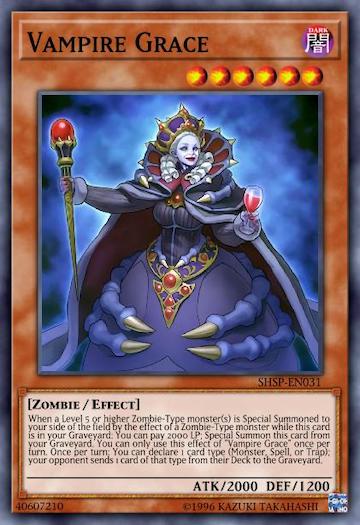 Vampire Grace
DARK
闇
SHSP-EN031
[Zombie / Effect]
When a Level 5 or higher Zombie-Type monster(s) is Special Summoned to
your side of the field by the effect of a Zombie-Type monster while this card
is in your Graveyard: You can pay 2000 LP; Special Summon this card from
your Graveyard. You can only use this effect of "Vampire Grace" once per
turn. Once per turn: You can declare 1 card type (Monster, Spell, or Trap);
your opponent sends 1 card of that type from their Deck to the Graveyard.
ATK/2000 DEF/1200
40607210
©1996 KAZUKI TAKAHASHI